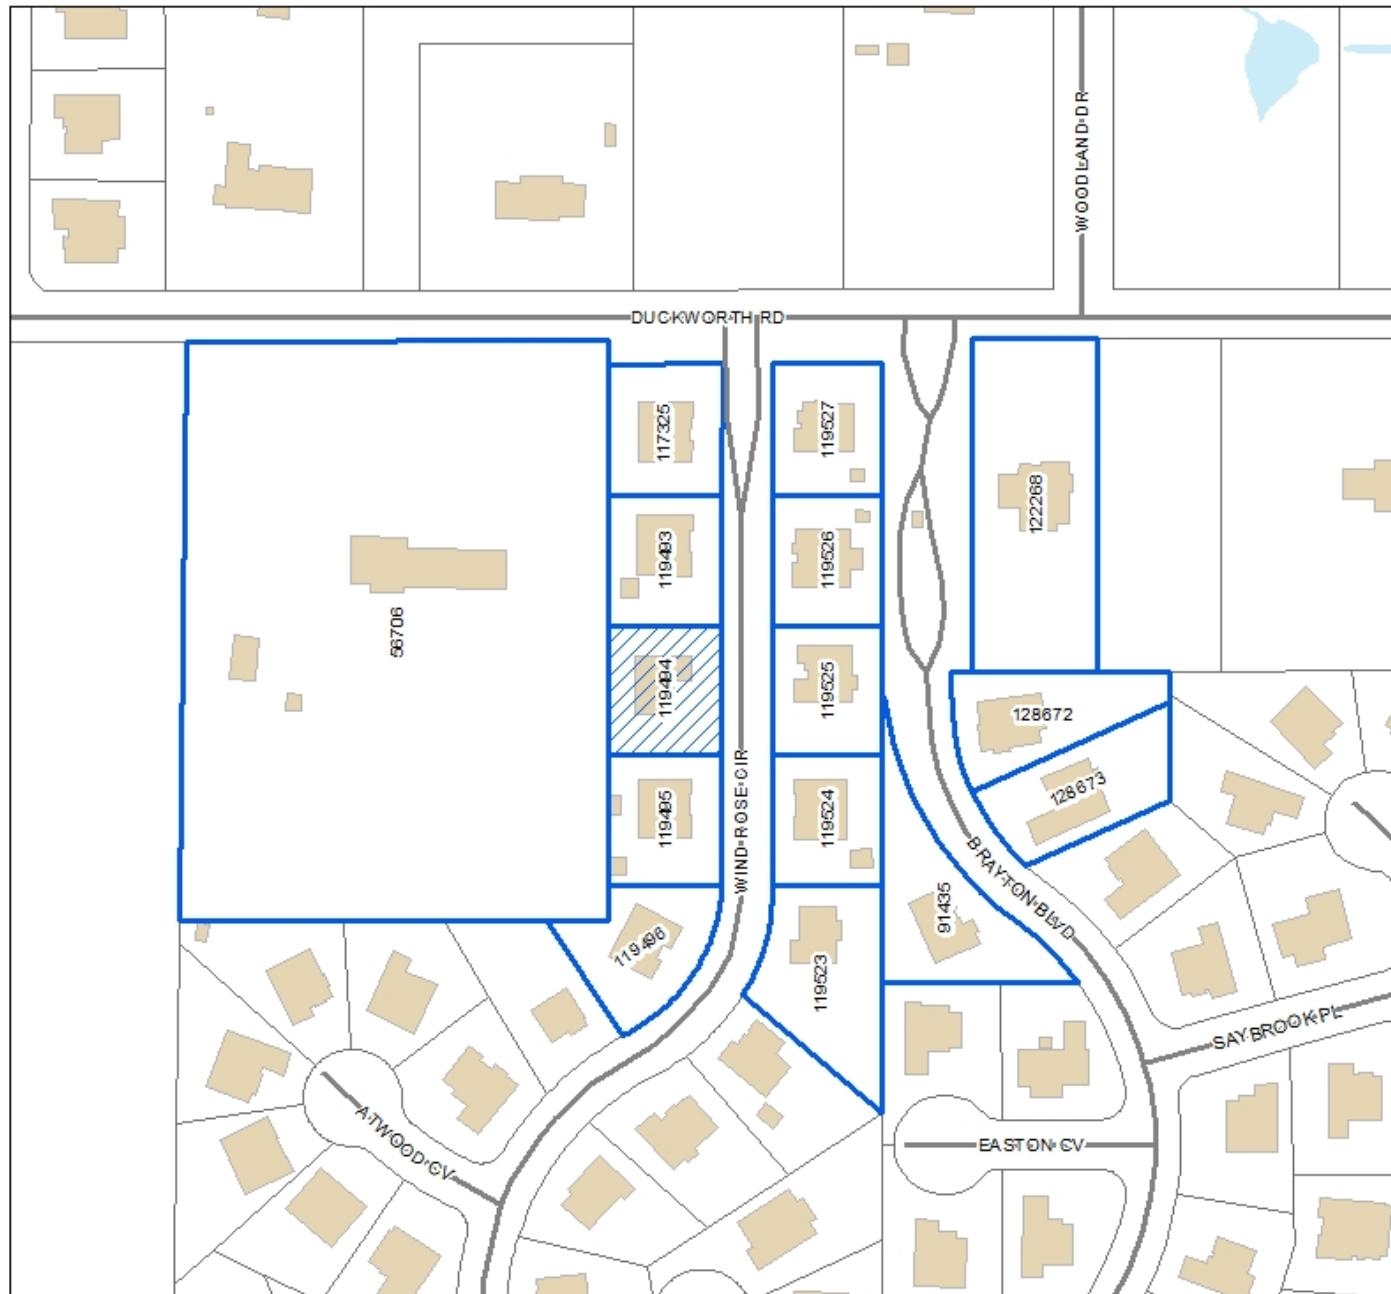 WOODLAND DR
DUCKWORTH RD
117325
119527
122268
119493
119526
56706
119494
119525
128672
128673
119495
119524
WIND ROSE CIR
BRAYTON BLVD
91435
119496
119523
SAYBROOK PL
ATWOOD CV
EASTON CV